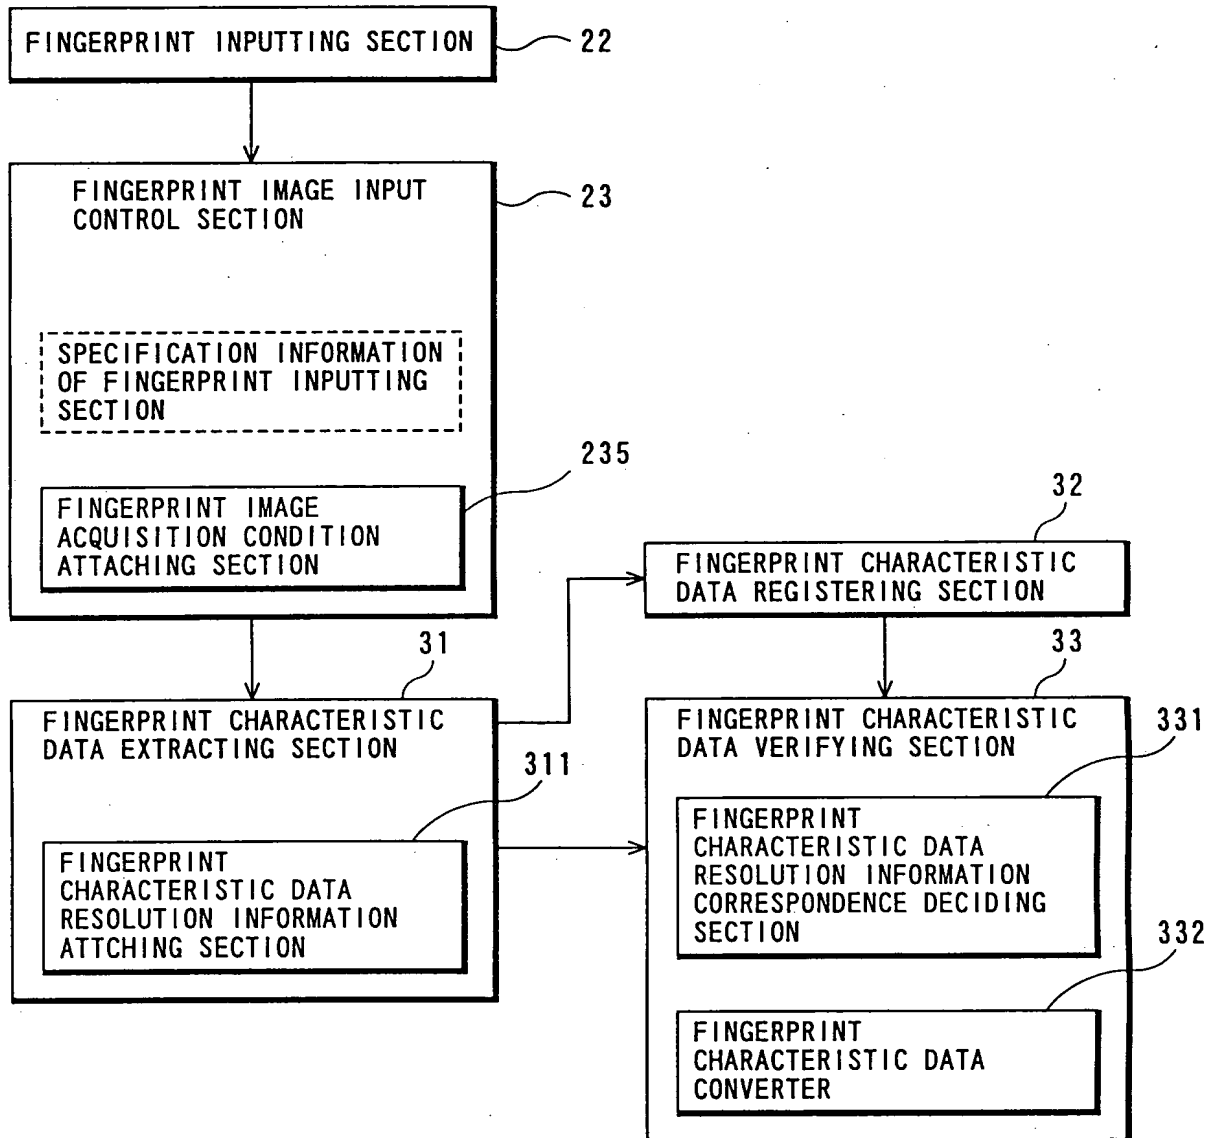 FINGERPRINT INPUTTING SECTION
22
FINGERPRINT IMAGE INPUT
CONTROL SECTION
23
SPECIFICATION INFORMATION
OF FINGERPRINT INPUTTING
SECTION
235
FINGERPRINT IMAGE
ACQUISITION CONDITION
ATTACHING SECTION
32
FINGERPRINT CHARACTERISTIC
DATA REGISTERING SECTION
31
FINGERPRINT CHARACTERISTIC
DATA EXTRACTING SECTION
311
FINGERPRINT
CHARACTERISTIC DATA
RESOLUTION INFORMATION
ATTCHING SECTION
33
FINGERPRINT CHARACTERISTIC
DATA VERIFYING SECTION
331
FINGERPRINT
CHARACTERISTIC DATA
RESOLUTION INFORMATION
CORRESPONDENCE DECIDING
SECTION
332
FINGERPRINT
CHARACTERISTIC DATA
CONVERTER